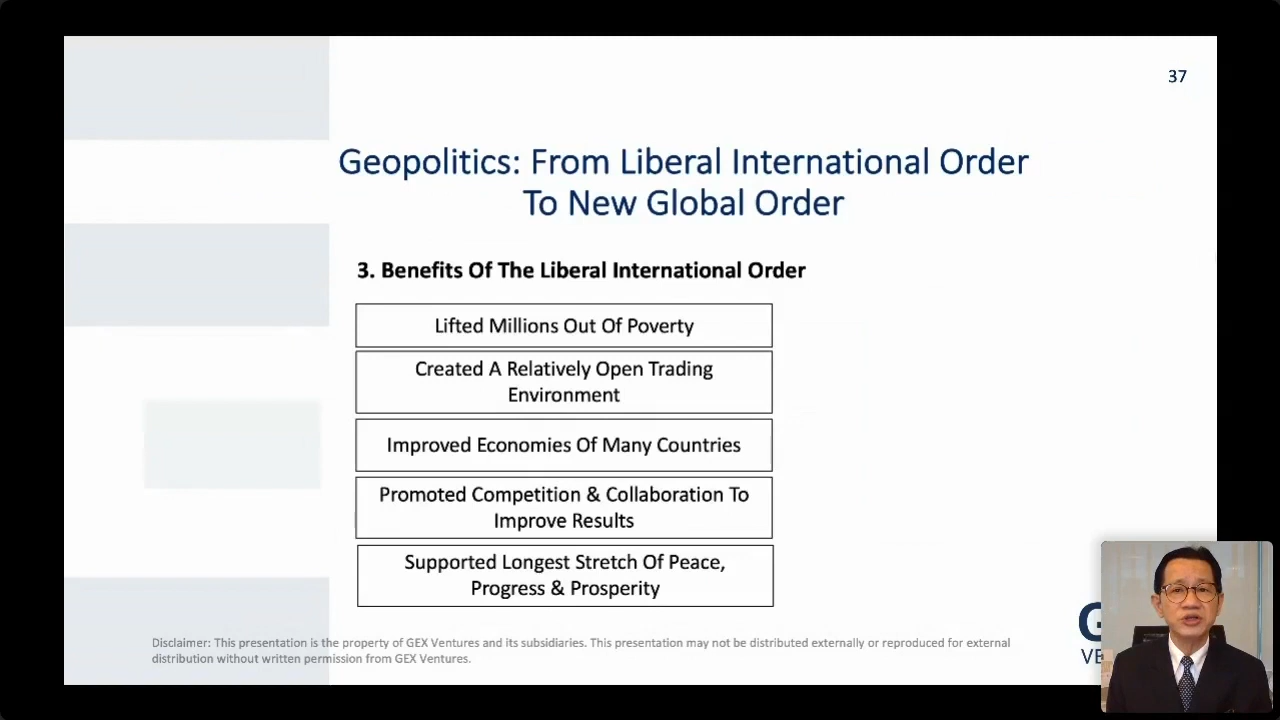 37
Geopolitics: From Liberal International Order
To New Global Order
3. Benefits Of The Liberal International Order
Lifted Millions Out Of Poverty
Created A Relatively Open Trading
Environment
Improved Economies Of Many Countries
Promoted Competition & Collaboration To
Improve Results
Supported Longest Stretch Of Peace,
Progress & Prosperity
Disclaimer: This presentation is the property of GEX Ventures and its subsidiaries. This presentation may not be distributed externally or reproduced for external
distribution without written permission from GEX Ventures.